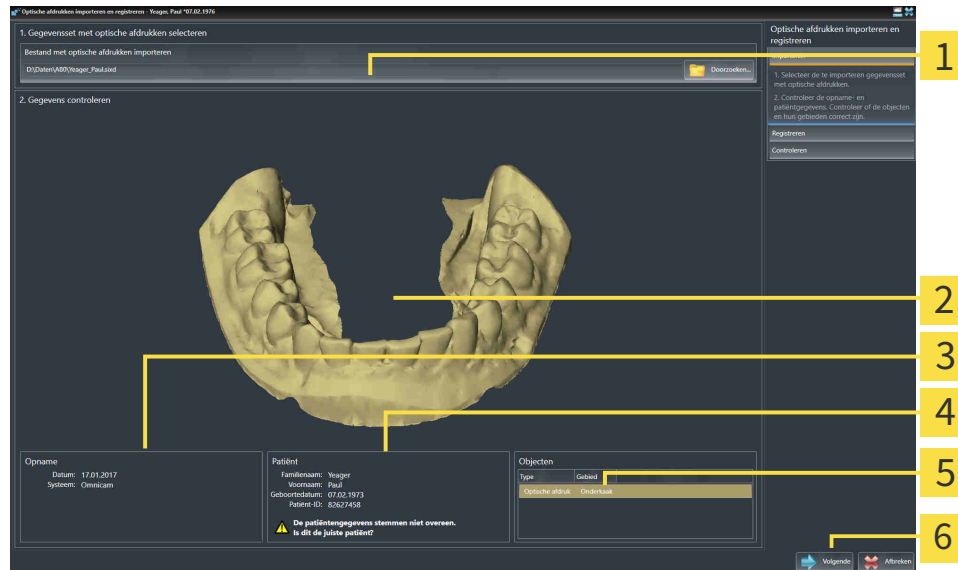 Optische afdrukken importeren en registreren - Yeager, Paul *07.02.1976
1. Gegevensset met optische afdrukken selecteren
Bestand met optische afdrukken importeren
D:\Daten\ABO\Yeager_Paul.sixd
Doorzoeken...
2. Gegevens controleren
Opname
Datum: 17.01.2017
Systeem: Omnicam
Patiënt
Familienaam: Yeager
Voornaam: Paul
Geboortedatum: 07.02.1973
Patiënt-ID: 82627458
De patiëntengegevens stemmen niet overeen.
Is dit de juiste patiënt?
Objecten
Type Gebied
Optische afdruk Onderkaak
Optische afdrukken importeren en
registreren
Importeren
1. Selecteer de te importeren gegevensset
met optische afdrukken.
2. Controleer de opname- en
patiëntgegevens. Controleer of de objecten
en hun gebieden correct zijn.
Registreren
Controleren
Volgende
Afbreken
1
2
3
4
5
6